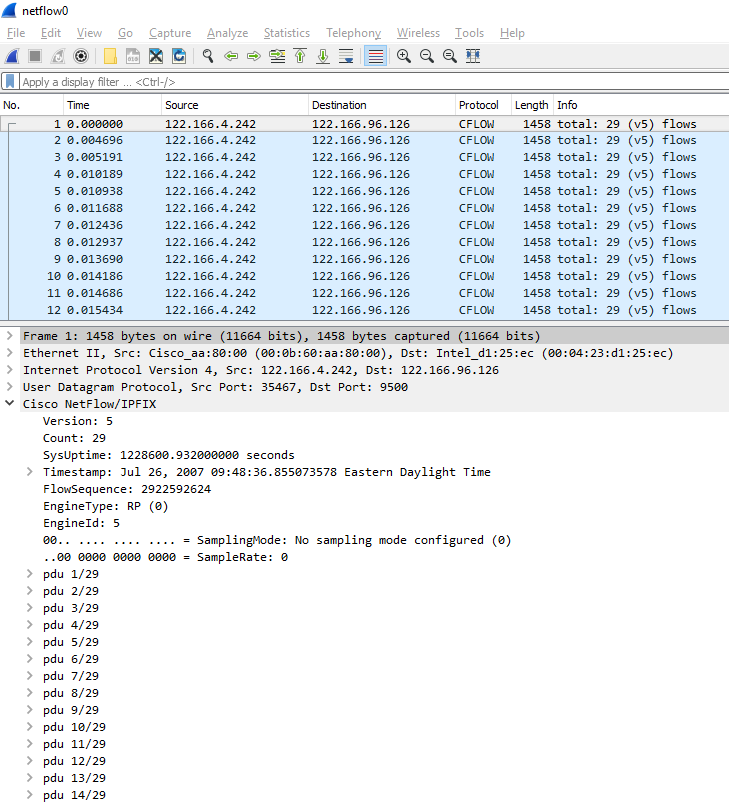 netflow0
File Edit View Go Capture Analyze Statistics Telephony Wireless Tools Help
Apply a display filter ... <Ctrl-/>
No. Time Source Destination Protocol Length Info
1 0.000000 122.166.4.242 122.166.96.126 CFLOW 1458 total: 29 (v5) flows
2 0.004696 122.166.4.242 122.166.96.126 CFLOW 1458 total: 29 (v5) flows
3 0.005191 122.166.4.242 122.166.96.126 CFLOW 1458 total: 29 (v5) flows
4 0.010189 122.166.4.242 122.166.96.126 CFLOW 1458 total: 29 (v5) flows
5 0.010938 122.166.4.242 122.166.96.126 CFLOW 1458 total: 29 (v5) flows
6 0.011688 122.166.4.242 122.166.96.126 CFLOW 1458 total: 29 (v5) flows
7 0.012436 122.166.4.242 122.166.96.126 CFLOW 1458 total: 29 (v5) flows
8 0.012937 122.166.4.242 122.166.96.126 CFLOW 1458 total: 29 (v5) flows
9 0.013690 122.166.4.242 122.166.96.126 CFLOW 1458 total: 29 (v5) flows
10 0.014186 122.166.4.242 122.166.96.126 CFLOW 1458 total: 29 (v5) flows
11 0.014686 122.166.4.242 122.166.96.126 CFLOW 1458 total: 29 (v5) flows
12 0.015434 122.166.4.242 122.166.96.126 CFLOW 1458 total: 29 (v5) flows
Frame 1: 1458 bytes on wire (11664 bits), 1458 bytes captured (11664 bits)
Ethernet II, Src: Cisco_aa:80:00 (00:0b:60:aa:80:00), Dst: Intel_d1:25:ec (00:04:23:d1:25:ec)
Internet Protocol Version 4, Src: 122.166.4.242, Dst: 122.166.96.126
User Datagram Protocol, Src Port: 35467, Dst Port: 9500
Cisco NetFlow/IPFIX
Version: 5
Count: 29
SysUptime: 1228600.932000000 seconds
Timestamp: Jul 26, 2007 09:48:36.855073578 Eastern Daylight Time
FlowSequence: 2922592624
EngineType: RP (0)
EngineId: 5
00.. .... .... .... = SamplingMode: No sampling mode configured (0)
..00 0000 0000 0000 = SampleRate: 0
pdu 1/29
pdu 2/29
pdu 3/29
pdu 4/29
pdu 5/29
pdu 6/29
pdu 7/29
pdu 8/29
pdu 9/29
pdu 10/29
pdu 11/29
pdu 12/29
pdu 13/29
pdu 14/29